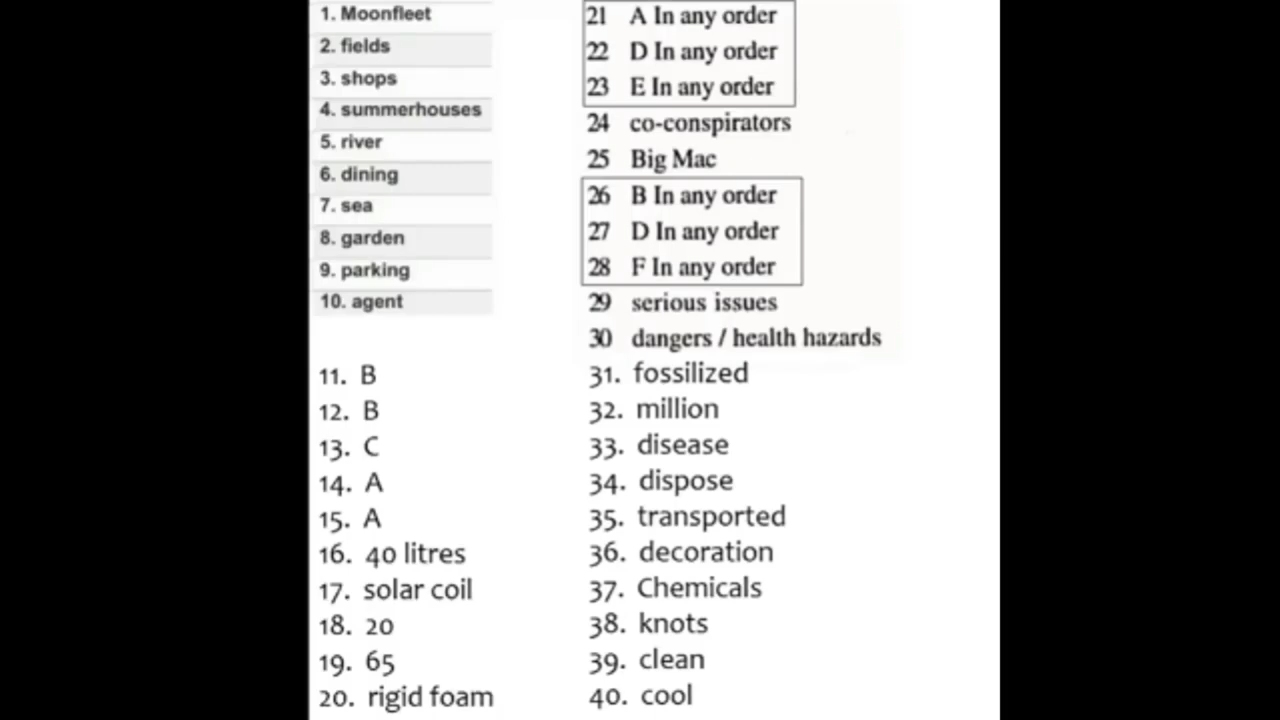 1. Moonfleet
2. fields
3. shops
4. summerhouses
5. river
6. dining
7. sea
8. garden
9. parking
10. agent
11. B
12. B
13. C
14. A
15. A
16. 40 litres
17. solar coil
18. 20
19. 65
20. rigid foam
21 A In any order
22 D In any order
23 E In any order
24 co-conspirators
25 Big Mac
26 B In any order
27 D In any order
28 F In any order
29 serious issues
30 dangers / health hazards
31. fossilized
32. million
33. disease
34. dispose
35. transported
36. decoration
37. Chemicals
38. knots
39. clean
40. cool